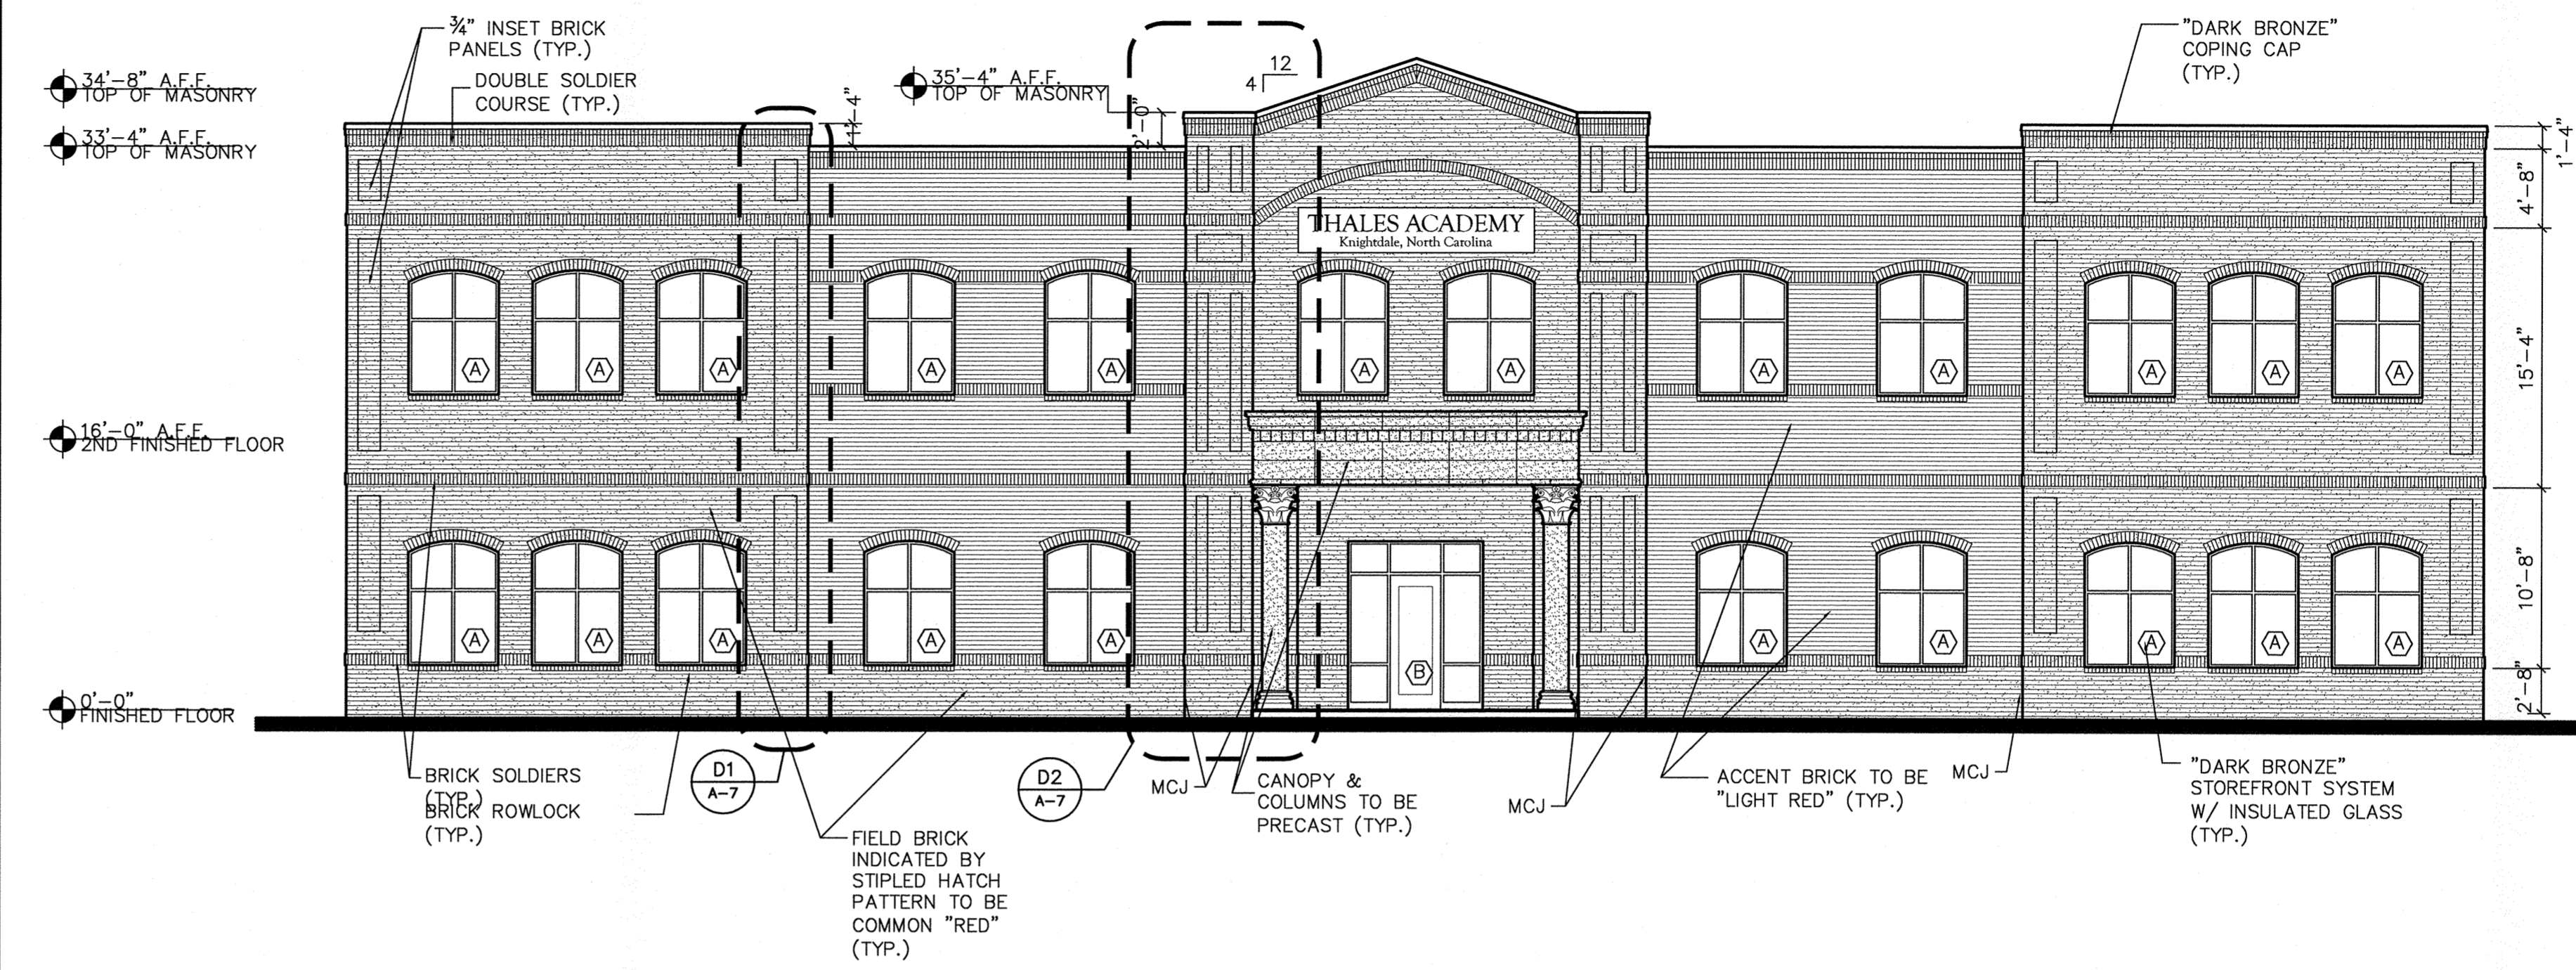 ¾" INSET BRICK
PANELS (TYP.)
DOUBLE SOLDIER
COURSE (TYP.)
34'-8" A.F.F.
TOP OF MASONRY
33'-4" A.F.F.
TOP OF MASONRY
1'-4"
35'-4" A.F.F.
TOP OF MASONRY
2'-0"
12
4
"DARK BRONZE"
COPING CAP
(TYP.)
1'-4"
4'-8"
15'-4"
10'-8"
2'-8"
THALES ACADEMY
Knightdale, North Carolina
A
A
A
A
A
A
A
A
A
A
A
A
16'-0" A.F.F.
2ND FINISHED FLOOR
A
A
A
A
A
B
A
A
A
A
A
0'-0"
FINISHED FLOOR
BRICK SOLDIERS
(TYP.)
BRICK ROWLOCK
(TYP.)
D1
A-7
FIELD BRICK
INDICATED BY
STIPLED HATCH
PATTERN TO BE
COMMON "RED"
(TYP.)
D2
A-7
MCJ
CANOPY &
COLUMNS TO BE
PRECAST (TYP.)
MCJ
ACCENT BRICK TO BE
"LIGHT RED" (TYP.)
MCJ
"DARK BRONZE"
STOREFRONT SYSTEM
W/ INSULATED GLASS
(TYP.)